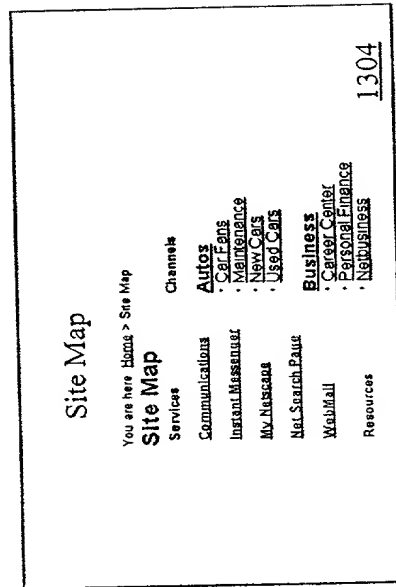 Site Map
You are here Home > Site Map
Site Map
Services
Channels
Communications
Instant Messenger
My Netscape
Net Search Page
WebMail
Resources
Autos
· Car Fans
· Maintenance
· New Cars
· Used Cars
Business
· Career Center
· Personal Finance
· Netbusiness
1304